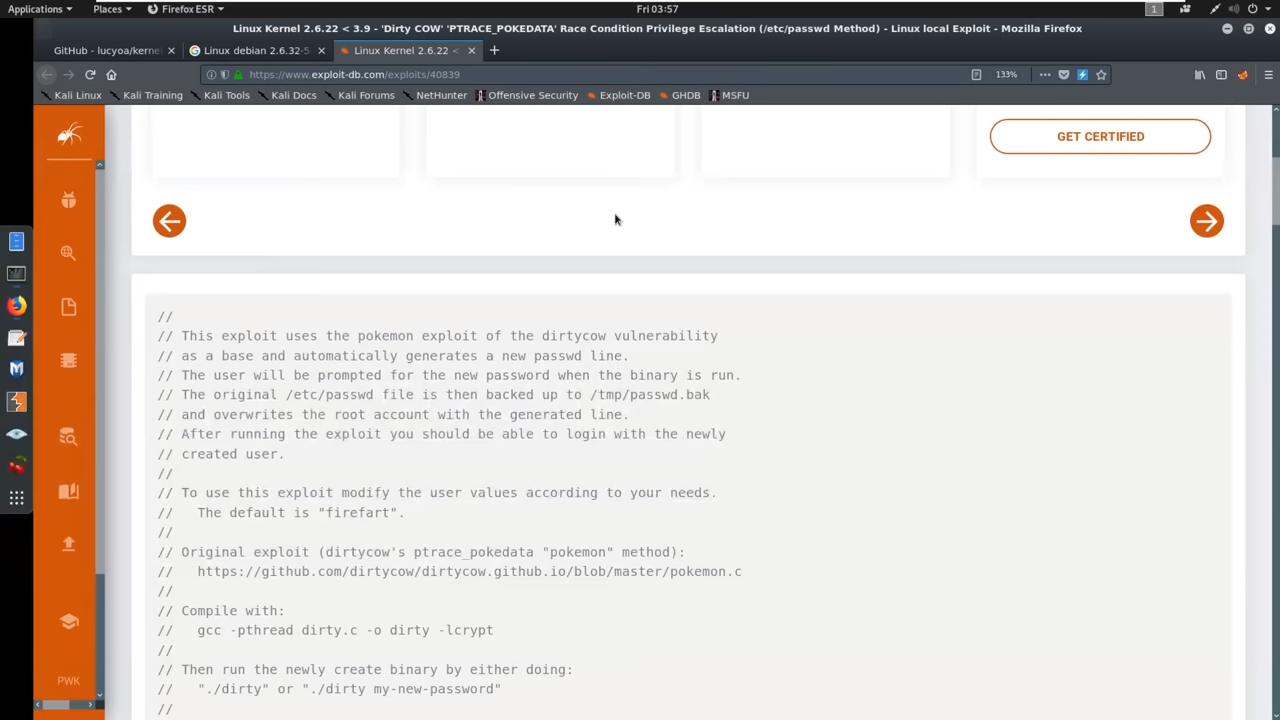 Applications
Places
Firefox ESR
Fri 03:57
1
Linux Kernel 2.6.22 < 3.9 - 'Dirty COW' 'PTRACE_POKEDATA' Race Condition Privilege Escalation (/etc/passwd Method) - Linux local Exploit - Mozilla Firefox
GitHub - lucyoa/kerne
Linux debian 2.6.32-5
Linux Kernel 2.6.22 <
https://www.exploit-db.com/exploits/40839
133%
Kali Linux
Kali Training
Kali Tools
Kali Docs
Kali Forums
NetHunter
Offensive Security
Exploit-DB
GHDB
MSFU
GET CERTIFIED
//
// This exploit uses the pokemon exploit of the dirtycow vulnerability
// as a base and automatically generates a new passwd line.
// The user will be prompted for the new password when the binary is run.
// The original /etc/passwd file is then backed up to /tmp/passwd.bak
// and overwrites the root account with the generated line.
// After running the exploit you should be able to login with the newly
// created user.
//
// To use this exploit modify the user values according to your needs.
//   The default is "firefart".
//
// Original exploit (dirtycow's ptrace_pokedata "pokemon" method):
//   https://github.com/dirtycow/dirtycow.github.io/blob/master/pokemon.c
//
// Compile with:
//   gcc -pthread dirty.c -o dirty -lcrypt
//
// Then run the newly create binary by either doing:
//   "./dirty" or "./dirty my-new-password"
//
PWK